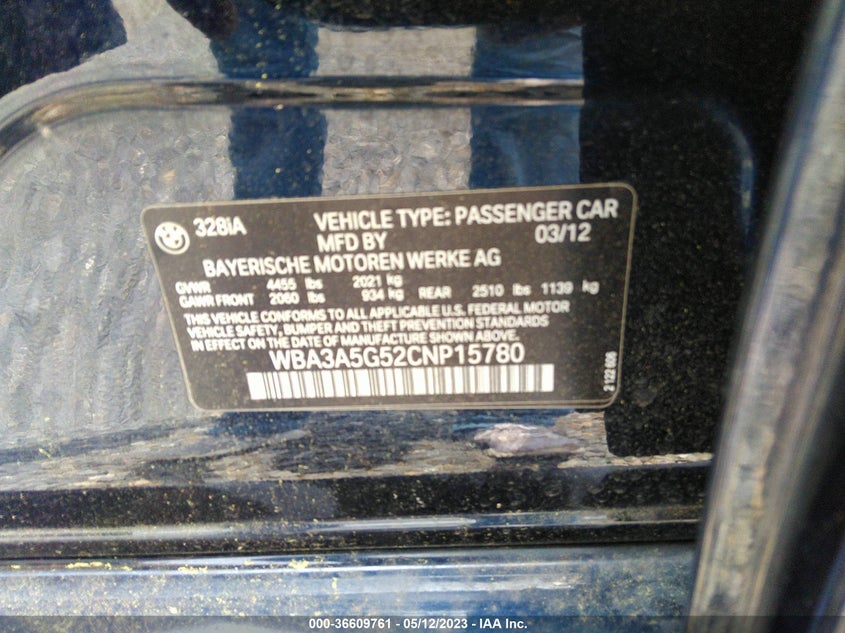 328iA VEHICLE TYPE: PASSENGER CAR
MFD BY 03/12
BAYERISCHE MOTOREN WERKE AG
GVWR 4455 lbs 2021 kg
GAWR FRONT 2060 lbs 934 kg REAR 2510 lbs 1139 kg
THIS VEHICLE CONFORMS TO ALL APPLICABLE U.S. FEDERAL MOTOR
VEHICLE SAFETY, BUMPER AND THEFT PREVENTION STANDARDS
IN EFFECT ON THE DATE OF MANUFACTURE SHOWN ABOVE.
WBA3A5G52CNP15780
000-36609761 - 05/12/2023 - IAA Inc.